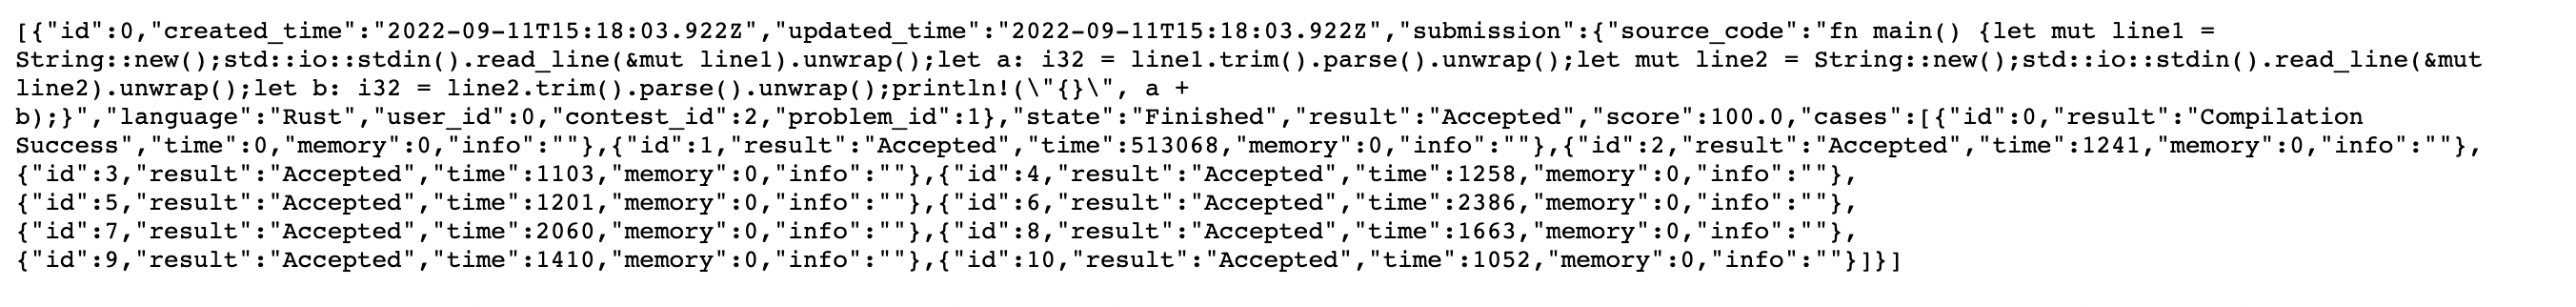 [{"id":0,"created_time":"2022-09-11T15:18:03.922Z","updated_time":"2022-09-11T15:18:03.922Z","submission":{"source_code":"fn main() {let mut line1 =
String::new();std::io::stdin().read_line(&mut line1).unwrap();let a: i32 = line1.trim().parse().unwrap();let mut line2 = String::new();std::io::stdin().read_line(&mut
line2).unwrap();let b: i32 = line2.trim().parse().unwrap();println!(\"{}\", a +
b);}","language":"Rust","user_id":0,"contest_id":2,"problem_id":1},"state":"Finished","result":"Accepted","score":100.0,"cases":[{"id":0,"result":"Compilation
Success","time":0,"memory":0,"info":""},{"id":1,"result":"Accepted","time":513068,"memory":0,"info":""},{"id":2,"result":"Accepted","time":1241,"memory":0,"info":""},
{"id":3,"result":"Accepted","time":1103,"memory":0,"info":""},{"id":4,"result":"Accepted","time":1258,"memory":0,"info":""},
{"id":5,"result":"Accepted","time":1201,"memory":0,"info":""},{"id":6,"result":"Accepted","time":2386,"memory":0,"info":""},
{"id":7,"result":"Accepted","time":2060,"memory":0,"info":""},{"id":8,"result":"Accepted","time":1663,"memory":0,"info":""},
{"id":9,"result":"Accepted","time":1410,"memory":0,"info":""},{"id":10,"result":"Accepted","time":1052,"memory":0,"info":""}]}]